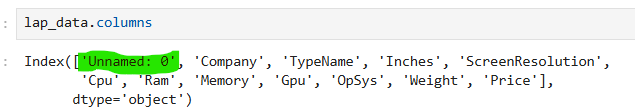 : lap_data.columns
: Index(['Unnamed: 0', 'Company', 'TypeName', 'Inches', 'ScreenResolution',
'Cpu', 'Ram', 'Memory', 'Gpu', 'OpSys', 'Weight', 'Price'],
dtype='object')